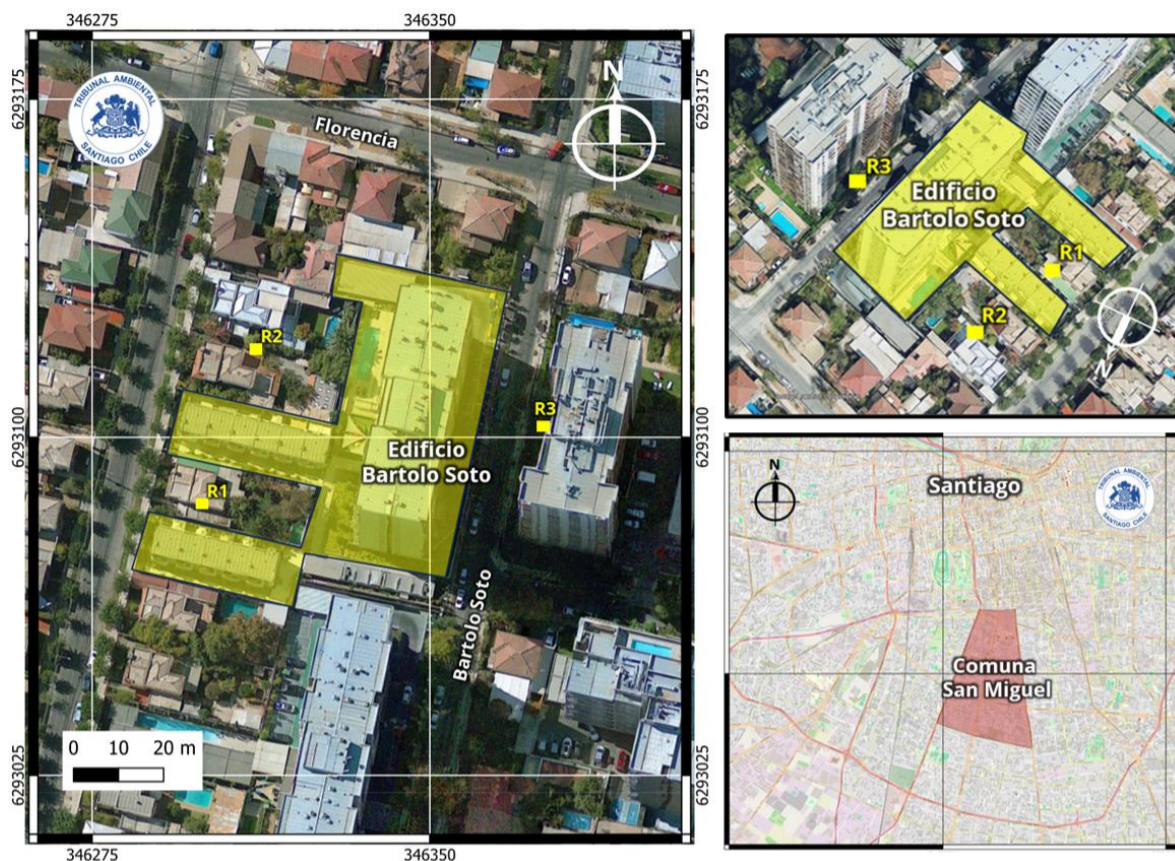 346275
346350
TRIBUNAL AMBIENTAL
SANTIAGO CHILE
6293175
6293175
Florencia
N
R2
R3
6293100
6293100
Edificio
Bartolo Soto
R1
Bartolo Soto
0 10 20 m
6293025
6293025
346275
346350
R3
Edificio
Bartolo Soto
R1
R2
N
N
Santiago
TRIBUNAL AMBIENTAL
SANTIAGO CHILE
Comuna
San Miguel